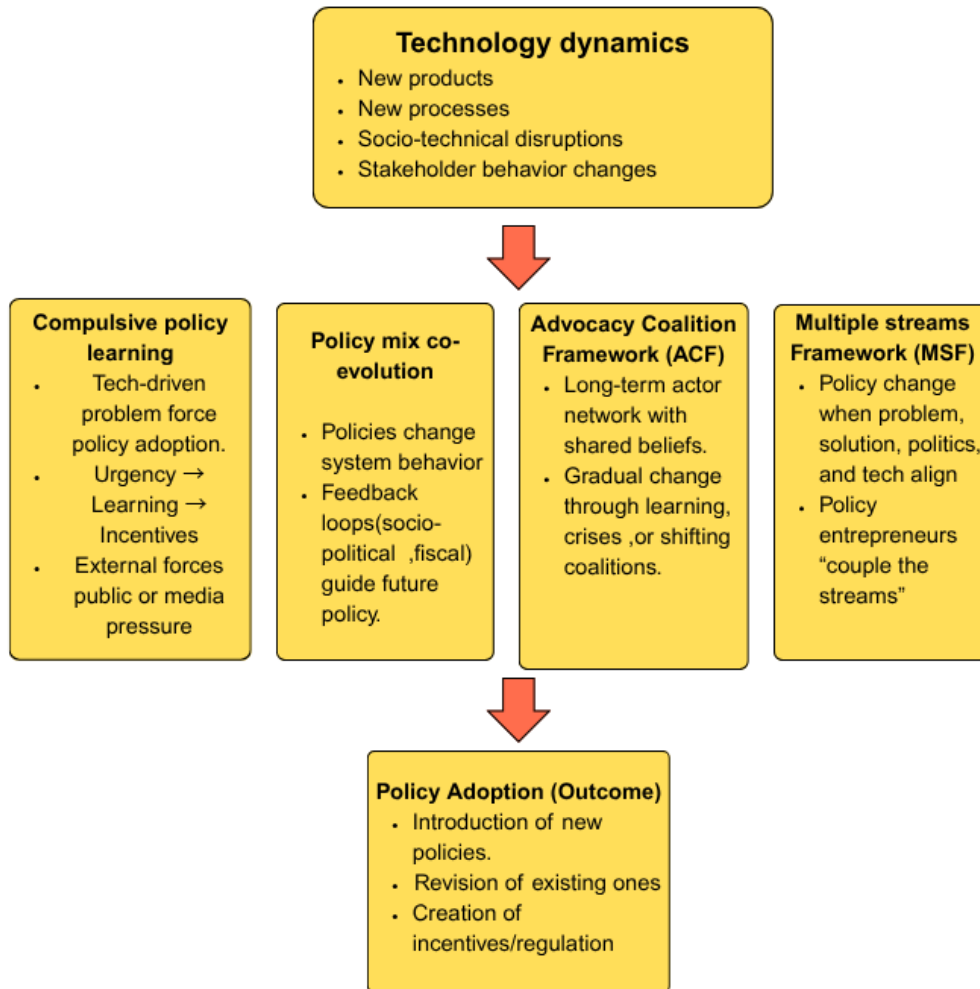 Technology dynamics
• New products
• New processes
• Socio-technical disruptions
• Stakeholder behavior changes
Compulsive policy
learning
• Tech-driven
problem force
policy adoption.
• Urgency →
Learning →
Incentives
• External forces
public or media
pressure
Policy mix co-
evolution
• Policies change
system behavior
• Feedback
loops(socio-
political ,fiscal)
guide future
policy.
Advocacy Coalition
Framework (ACF)
• Long-term actor
network with
shared beliefs.
• Gradual change
through learning,
crises ,or shifting
coalitions.
Multiple streams
Framework (MSF)
• Policy change
when problem,
solution, politics,
and tech align
• Policy
entrepreneurs
“couple the
streams”
Policy Adoption (Outcome)
• Introduction of new
policies.
• Revision of existing ones
• Creation of
incentives/regulation